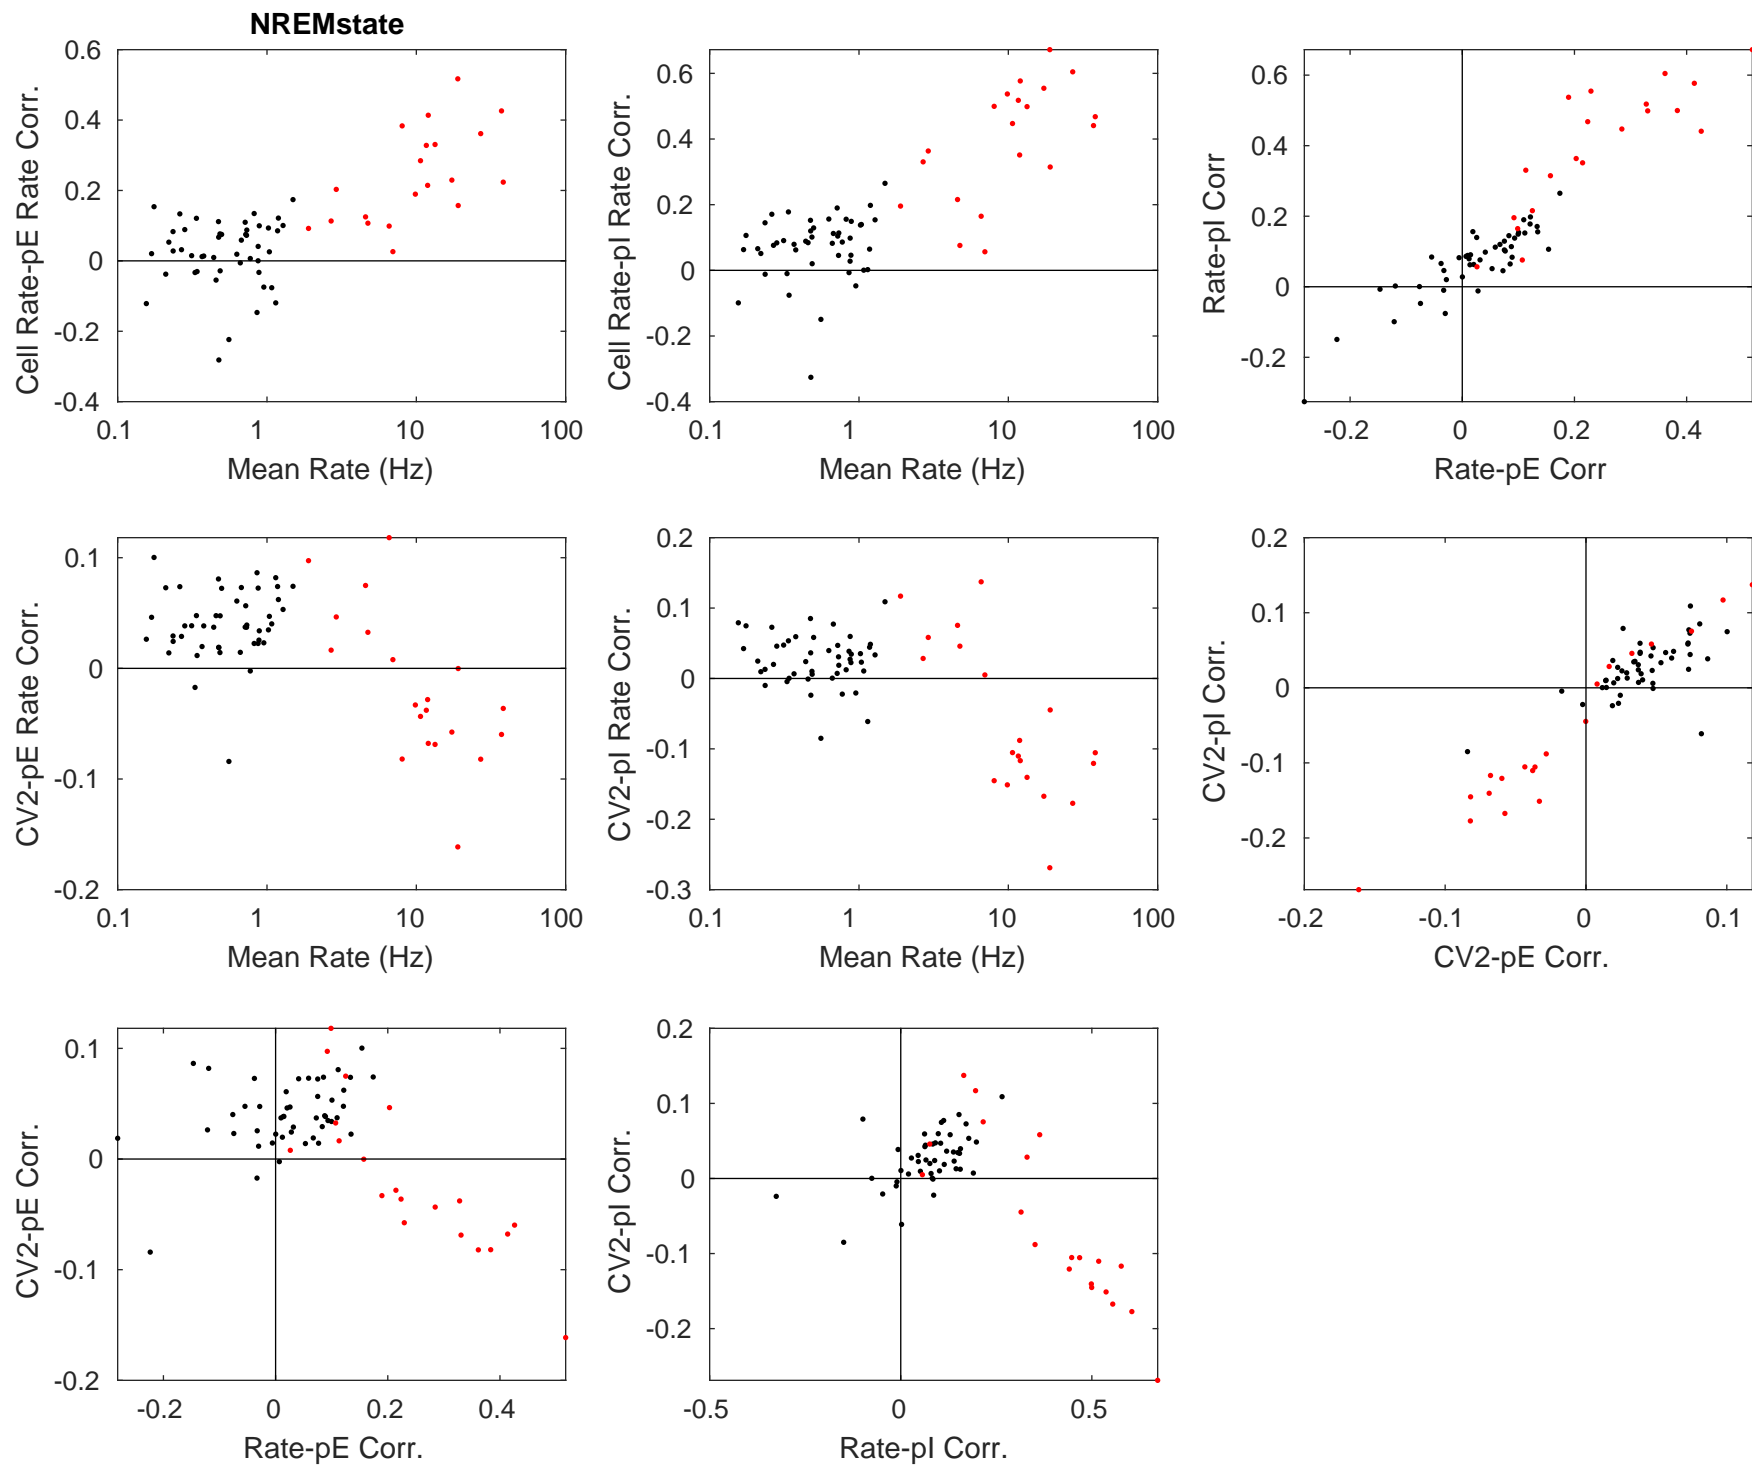 NREMstate
0.6
0.4
0.2
0
-0.2
-0.4
0.1 1 10 100
Cell Rate-pE Rate Corr.
Mean Rate (Hz)
0.6
0.4
0.2
0
-0.2
-0.4
0.1 1 10 100
Cell Rate-pI Rate Corr.
Mean Rate (Hz)
0.6
0.4
0.2
0
-0.2
-0.2 0 0.2 0.4
Rate-pI Corr
Rate-pE Corr
0.1
0
-0.1
-0.2
0.1 1 10 100
CV2-pE Rate Corr.
Mean Rate (Hz)
0.2
0.1
0
-0.1
-0.2
-0.3
0.1 1 10 100
CV2-pI Rate Corr.
Mean Rate (Hz)
0.2
0.1
0
-0.1
-0.2
-0.2 -0.1 0 0.1
CV2-pI Corr.
CV2-pE Corr.
0.1
0
-0.1
-0.2
-0.2 0 0.2 0.4
CV2-pE Corr.
Rate-pE Corr.
0.2
0.1
0
-0.1
-0.2
-0.5 0 0.5
CV2-pI Corr.
Rate-pI Corr.